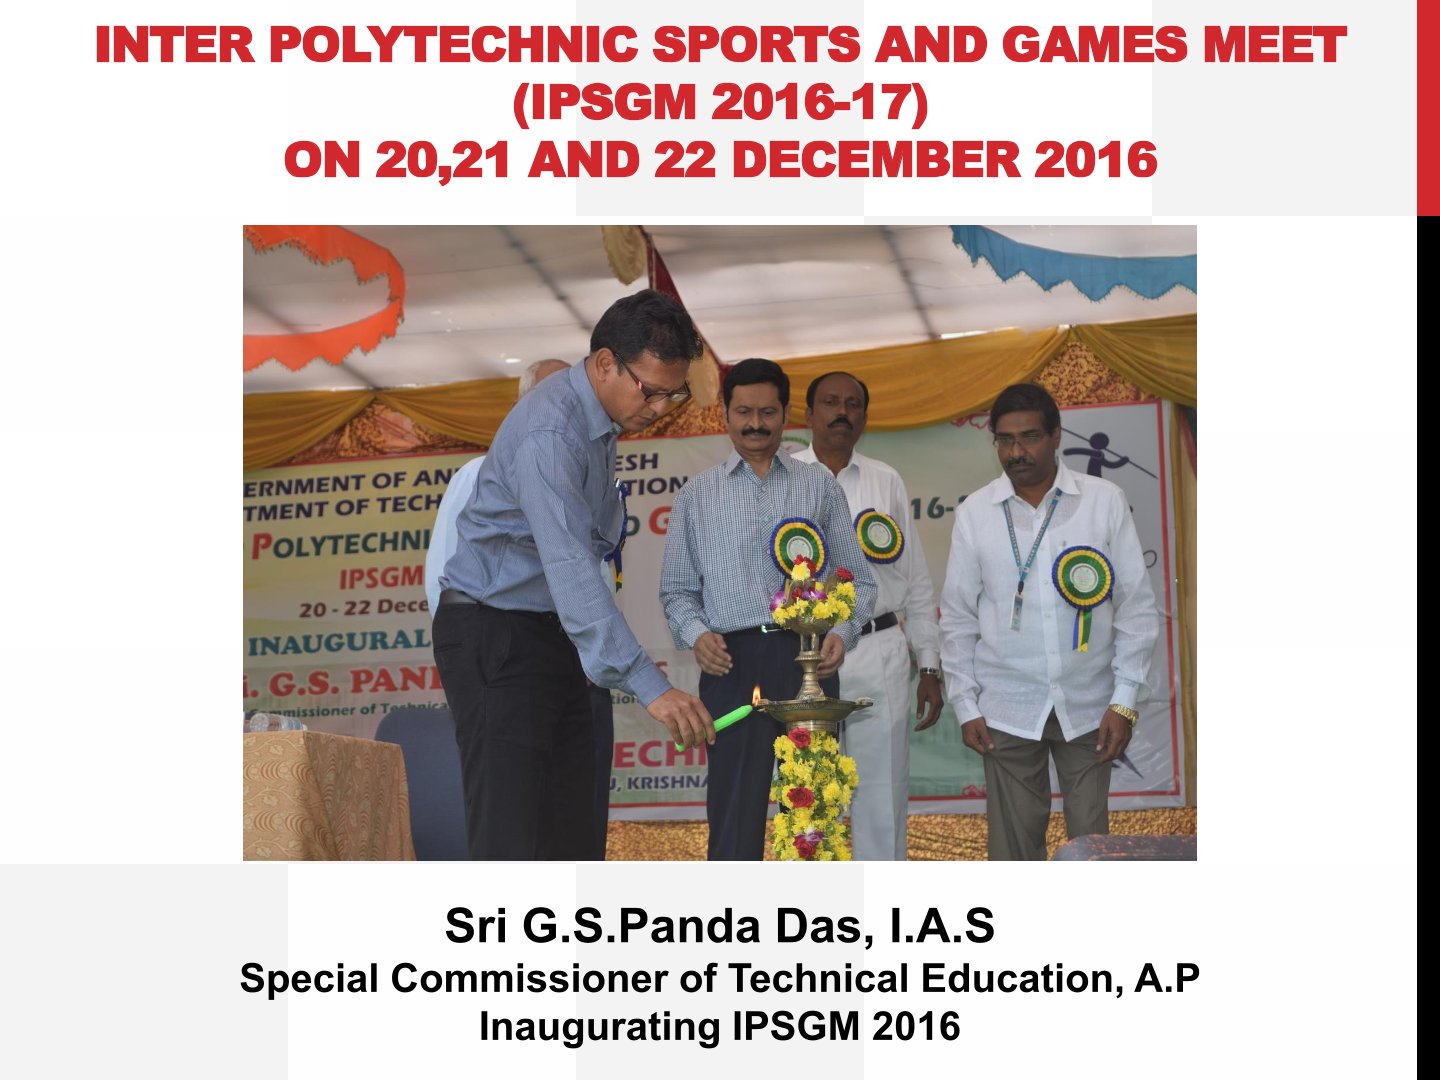 INTER POLYTECHNIC SPORTS AND GAMES MEET
(IPSGM 2016-17)
ON 20,21 AND 22 DECEMBER 2016
ERNMENT OF AN ESH
TMENT OF TECH TION
POLYTECHNI D G 16-
IPSGM
20 - 22 Dece
INAUGURAL
i. G.S. PAN
Commissioner of Technica tion
ECH
U, KRISHNA
Sri G.S.Panda Das, I.A.S
Special Commissioner of Technical Education, A.P
Inaugurating IPSGM 2016